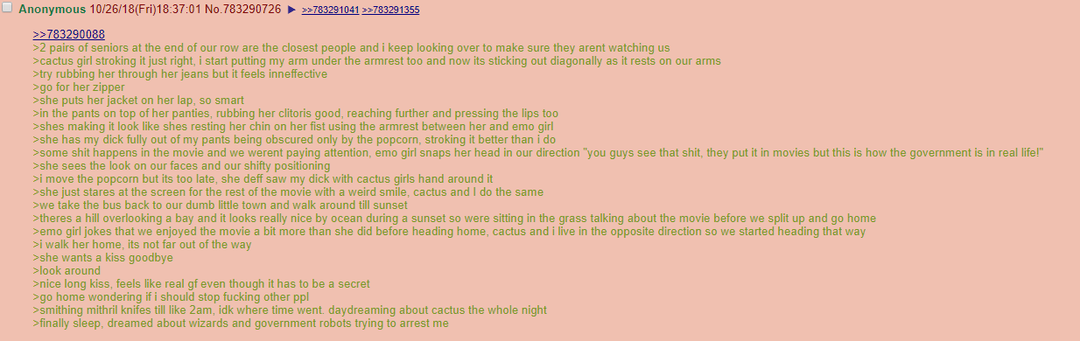 Anonymous 10/26/18(Fri)18:37:01 No.783290726 ▶ >>783291041 >>783291355
>>783290088
>2 pairs of seniors at the end of our row are the closest people and i keep looking over to make sure they arent watching us
>cactus girl stroking it just right, i start putting my arm under the armrest too and now its sticking out diagonally as it rests on our arms
>try rubbing her through her jeans but it feels inneffective
>go for her zipper
>she puts her jacket on her lap, so smart
>in the pants on top of her panties, rubbing her clitoris good, reaching further and pressing the lips too
>shes making it look like shes resting her chin on her fist using the armrest between her and emo girl
>she has my dick fully out of my pants being obscured only by the popcorn, stroking it better than i do
>some shit happens in the movie and we werent paying attention, emo girl snaps her head in our direction "you guys see that shit, they put it in movies but this is how the government is in real life!"
>she sees the look on our faces and our shifty positioning
>i move the popcorn but its too late, she deff saw my dick with cactus girls hand around it
>she just stares at the screen for the rest of the movie with a weird smile, cactus and I do the same
>we take the bus back to our dumb little town and walk around till sunset
>theres a hill overlooking a bay and it looks really nice by ocean during a sunset so were sitting in the grass talking about the movie before we split up and go home
>emo girl jokes that we enjoyed the movie a bit more than she did before heading home, cactus and i live in the opposite direction so we started heading that way
>i walk her home, its not far out of the way
>she wants a kiss goodbye
>look around
>nice long kiss, feels like real gf even though it has to be a secret
>go home wondering if i should stop fucking other ppl
>smithing mithril knifes till like 2am, idk where time went. daydreaming about cactus the whole night
>finally sleep, dreamed about wizards and government robots trying to arrest me